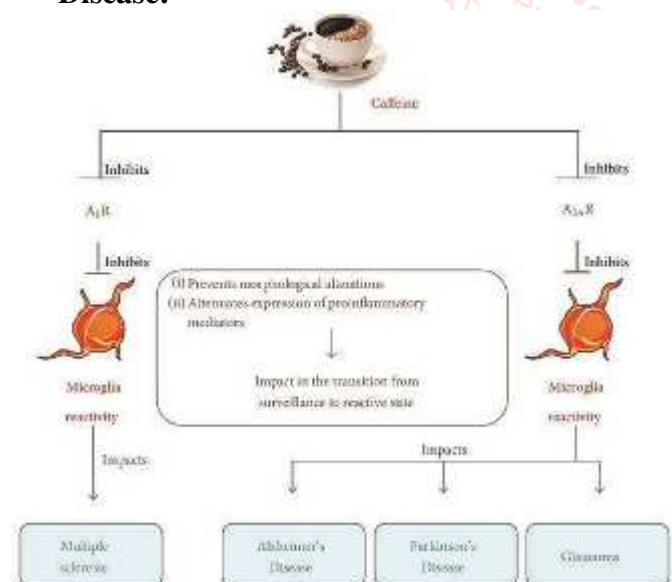 Disease.
Caffeine
Inhibits
Inhibits
A₁R
A₂ₐR
Inhibits
Inhibits
(i) Prevents morphological alterations
(ii) Attenuates expression of proinflammatory
mediators
Impact in the transition from
surveillance to reactive state
Microglia
reactivity
Microglia
reactivity
Impacts
Impacts
Multiple
sclerosis
Alzheimer's
Disease
Parkinson's
Disease
Glaucoma